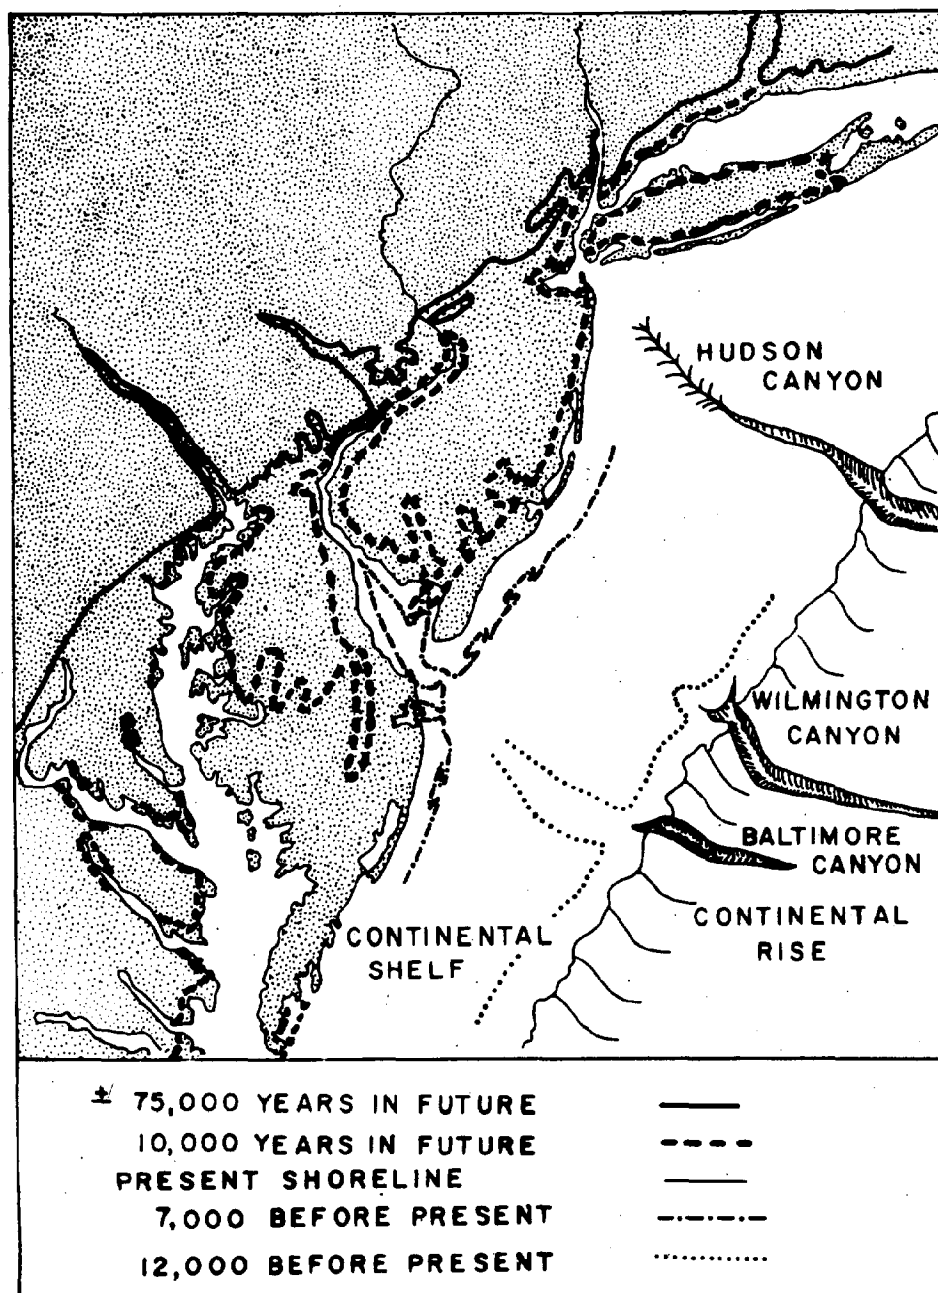 HUDSON
CANYON
WILMINGTON
CANYON
BALTIMORE
CANYON
CONTINENTAL
RISE
CONTINENTAL
SHELF
± 75,000 YEARS IN FUTURE
10,000 YEARS IN FUTURE
PRESENT SHORELINE
7,000 BEFORE PRESENT
12,000 BEFORE PRESENT